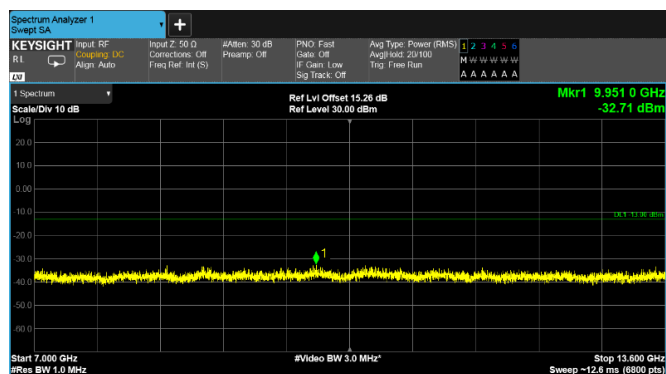 Spectrum Analyzer 1
Swept SA
+
KEYSIGHT
RL
LXI
Input: RF
Coupling: DC
Align: Auto
Input Z: 50 Ω
Corrections: Off
Freq Ref: Int (S)
#Atten: 30 dB
Preamp: Off
PNO: Fast
Gate: Off
IF Gain: Low
Sig Track: Off
Avg Type: Power (RMS)
Avg|Hold: 20/100
Trig: Free Run
1 2 3 4 5 6
M W W W W W
A A A A A A
1 Spectrum
Scale/Div 10 dB
Ref Lvl Offset 15.26 dB
Ref Level 30.00 dBm
Mkr1 9.951 0 GHz
-32.71 dBm
Log
20.0
10.0
0.00
-10.0
DL1 -13.00 dBm
-20.0
-30.0
1
-40.0
-50.0
-60.0
Start 7.000 GHz
#Video BW 3.0 MHz*
Stop 13.600 GHz
#Res BW 1.0 MHz
Sweep ~12.6 ms (6800 pts)